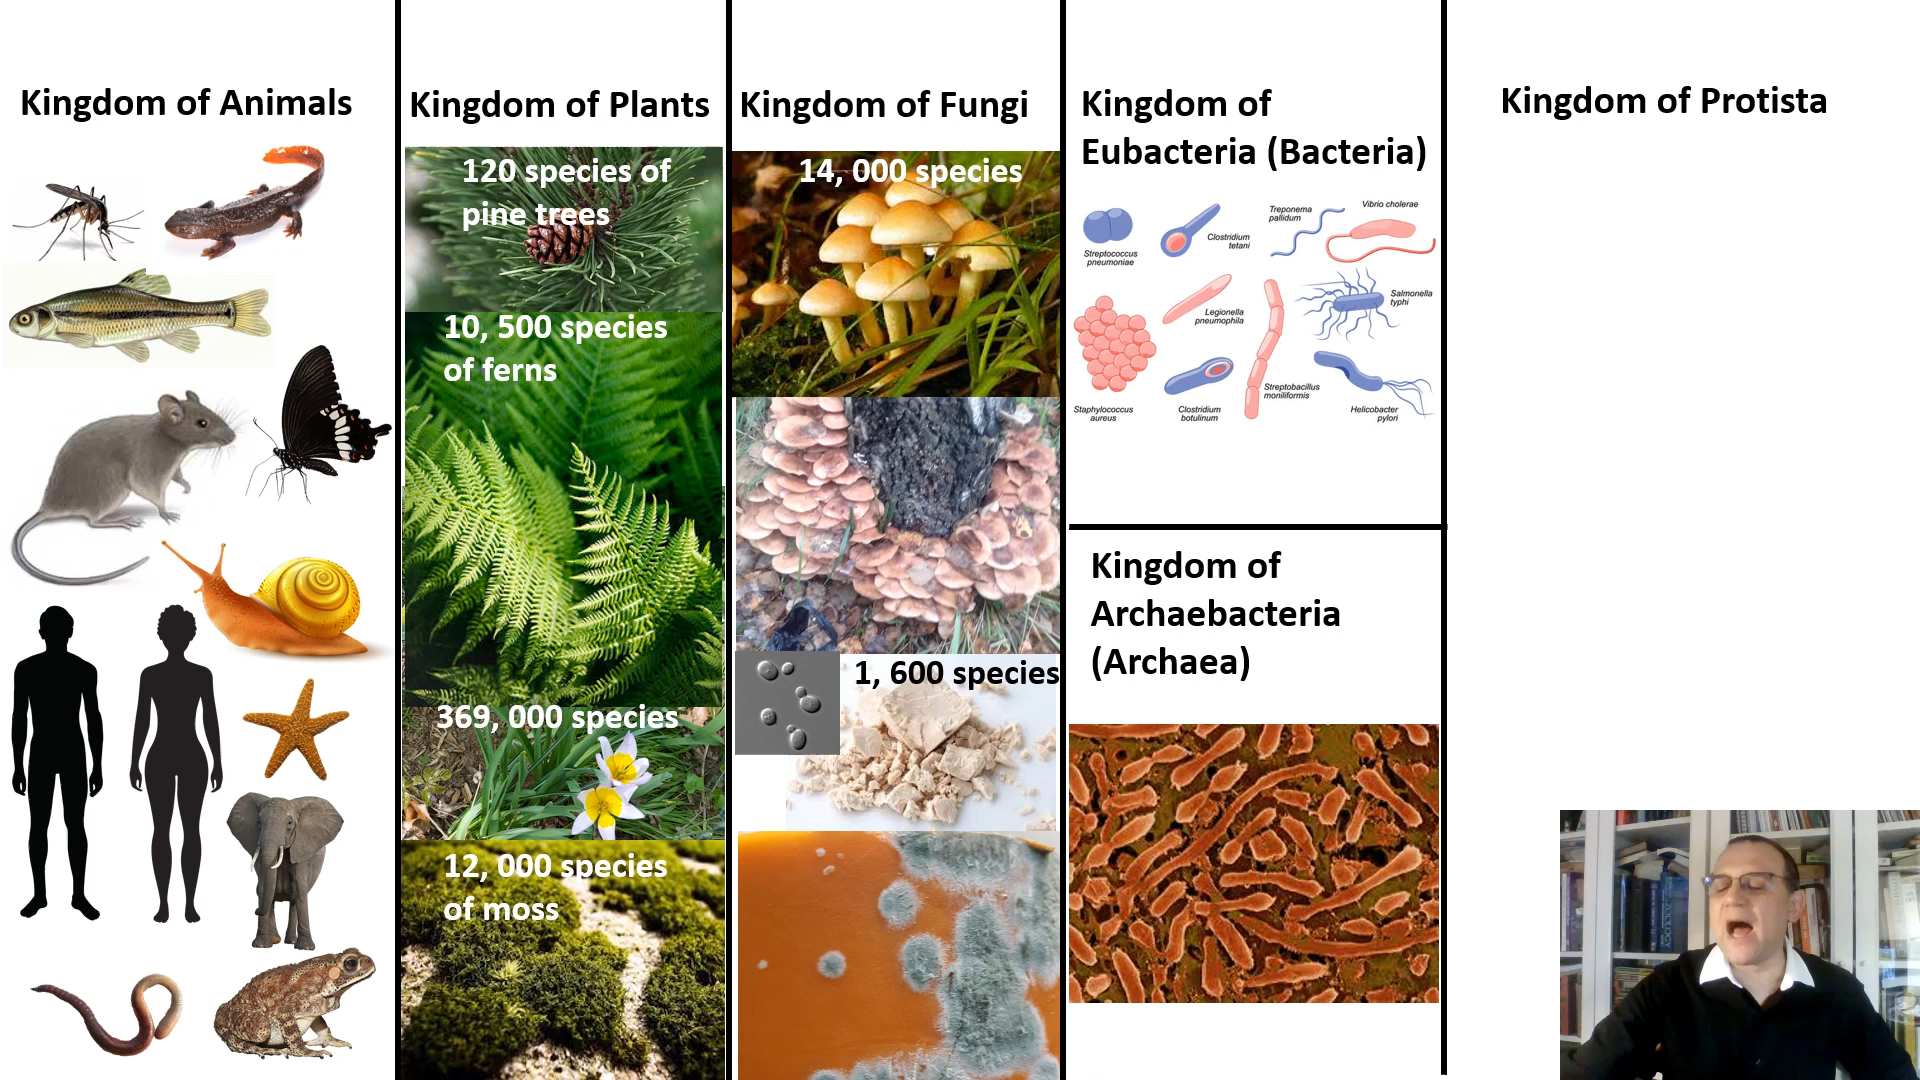 Kingdom of Animals
Kingdom of Plants
120 species of
pine trees
10, 500 species
of ferns
369, 000 species
12, 000 species
of moss
Kingdom of Fungi
14, 000 species
1, 600 species
Kingdom of
Eubacteria (Bacteria)
Streptococcus
pneumoniae
Clostridium
tetani
Treponema
pallidum
Vibrio cholerae
Legionella
pneumophila
Salmonella
typhi
Staphylococcus
aureus
Clostridium
botulinum
Streptobacillus
moniliformis
Helicobacter
pylori
Kingdom of
Archaebacteria
(Archaea)
Kingdom of Protista
ZOOLOGY